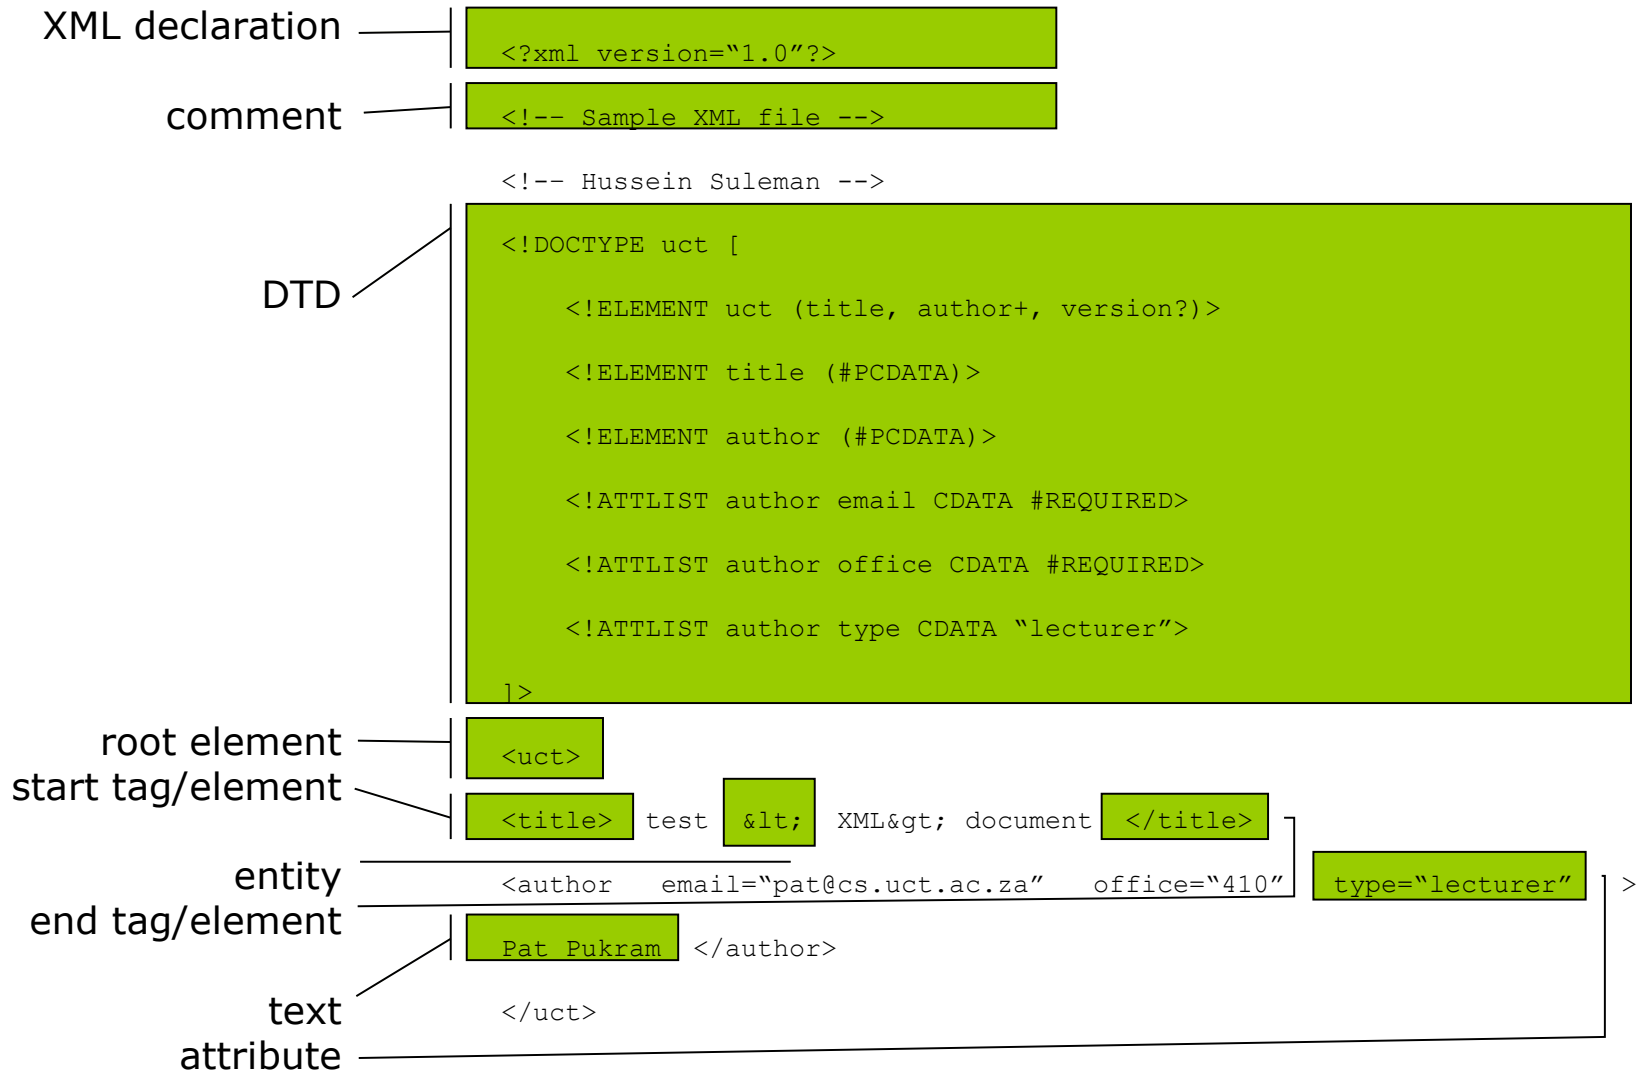 XML declaration
<?xml version=“1.0”?>
comment
<!-- Sample XML file -->
<!-- Hussein Suleman -->
DTD
<!DOCTYPE uct [
<!ELEMENT uct (title, author+, version?)>
<!ELEMENT title (#PCDATA)>
<!ELEMENT author (#PCDATA)>
<!ATTLIST author email CDATA #REQUIRED>
<!ATTLIST author office CDATA #REQUIRED>
<!ATTLIST author type CDATA “lecturer”>
]>
root element
<uct>
start tag/element
<title> test &lt; XML&gt; document </title>
entity
<author email=“pat@cs.uct.ac.za” office=“410” type=“lecturer” >
end tag/element
Pat Pukram </author>
text
</uct>
attribute